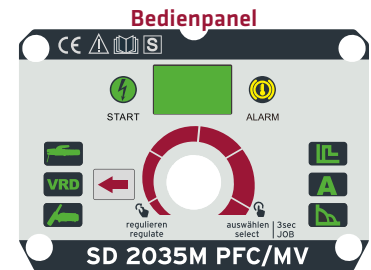 Bedienpanel
CE S
START ALARM
VRD A
regulieren auswählen 3sec
regulate select JOB
SD 2035M PFC/MV